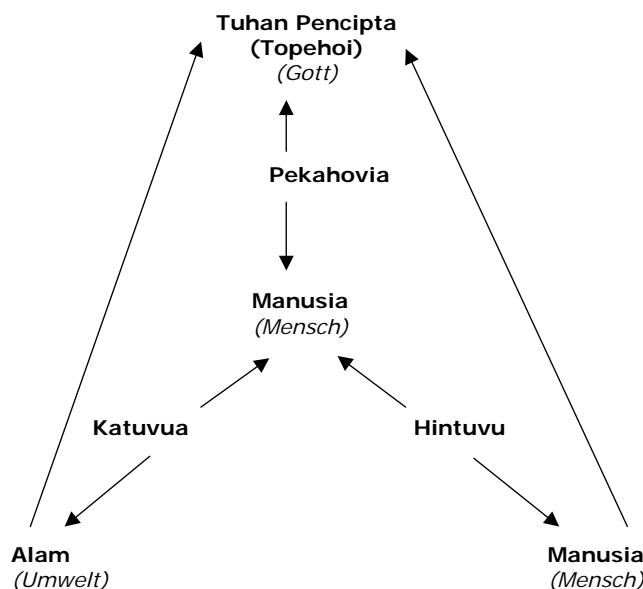 Tuhan Pencipta
(Topehoi)
(Gott)
Pekahovia
Manusia
(Mensch)
Katuvua
Hintuvu
Alam
(Umwelt)
Manusia
(Mensch)